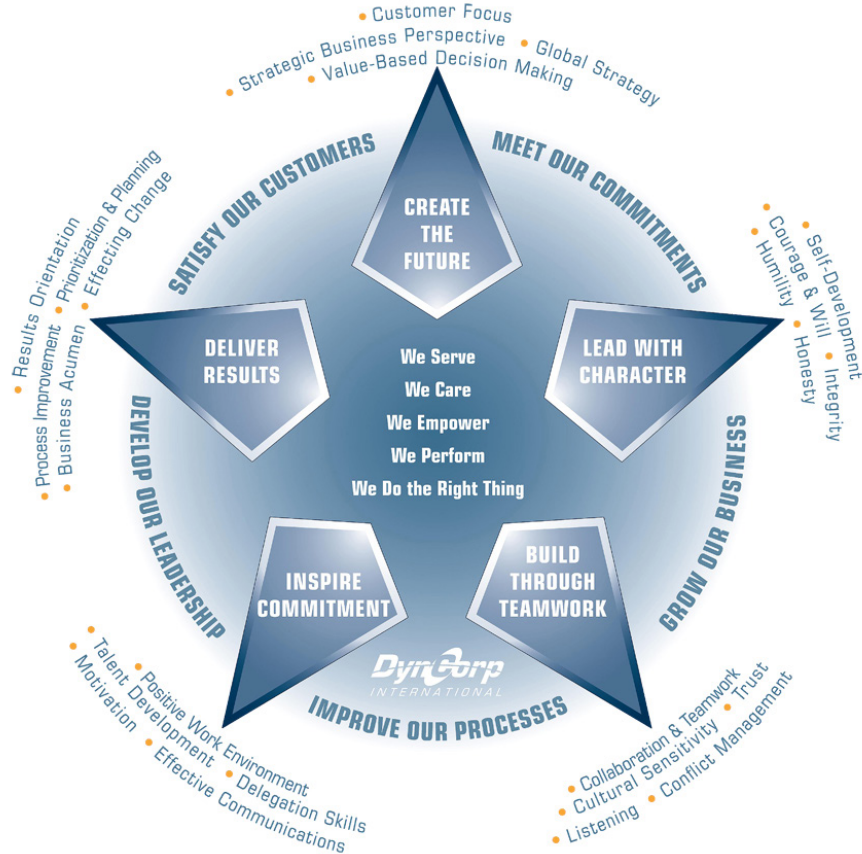 • Customer Focus
• Strategic Business Perspective • Global Strategy
• Value-Based Decision Making
SATISFY OUR CUSTOMERS
MEET OUR COMMITMENTS
CREATE
THE
FUTURE
• Results Orientation
• Prioritization & Planning
• Process Improvement • Effecting Change
• Business Acumen
• Self-Development
• Courage & Will • Integrity
• Humility • Honesty
DELIVER
RESULTS
LEAD WITH
CHARACTER
We Serve
We Care
We Empower
We Perform
We Do the Right Thing
DEVELOP OUR LEADERSHIP
GROW OUR BUSINESS
INSPIRE
COMMITMENT
BUILD
THROUGH
TEAMWORK
DynCorp
INTERNATIONAL
IMPROVE OUR PROCESSES
• Positive Work Environment
• Talent Development • Delegation Skills
• Motivation • Effective Communications
• Collaboration & Teamwork
• Cultural Sensitivity • Trust
• Listening • Conflict Management